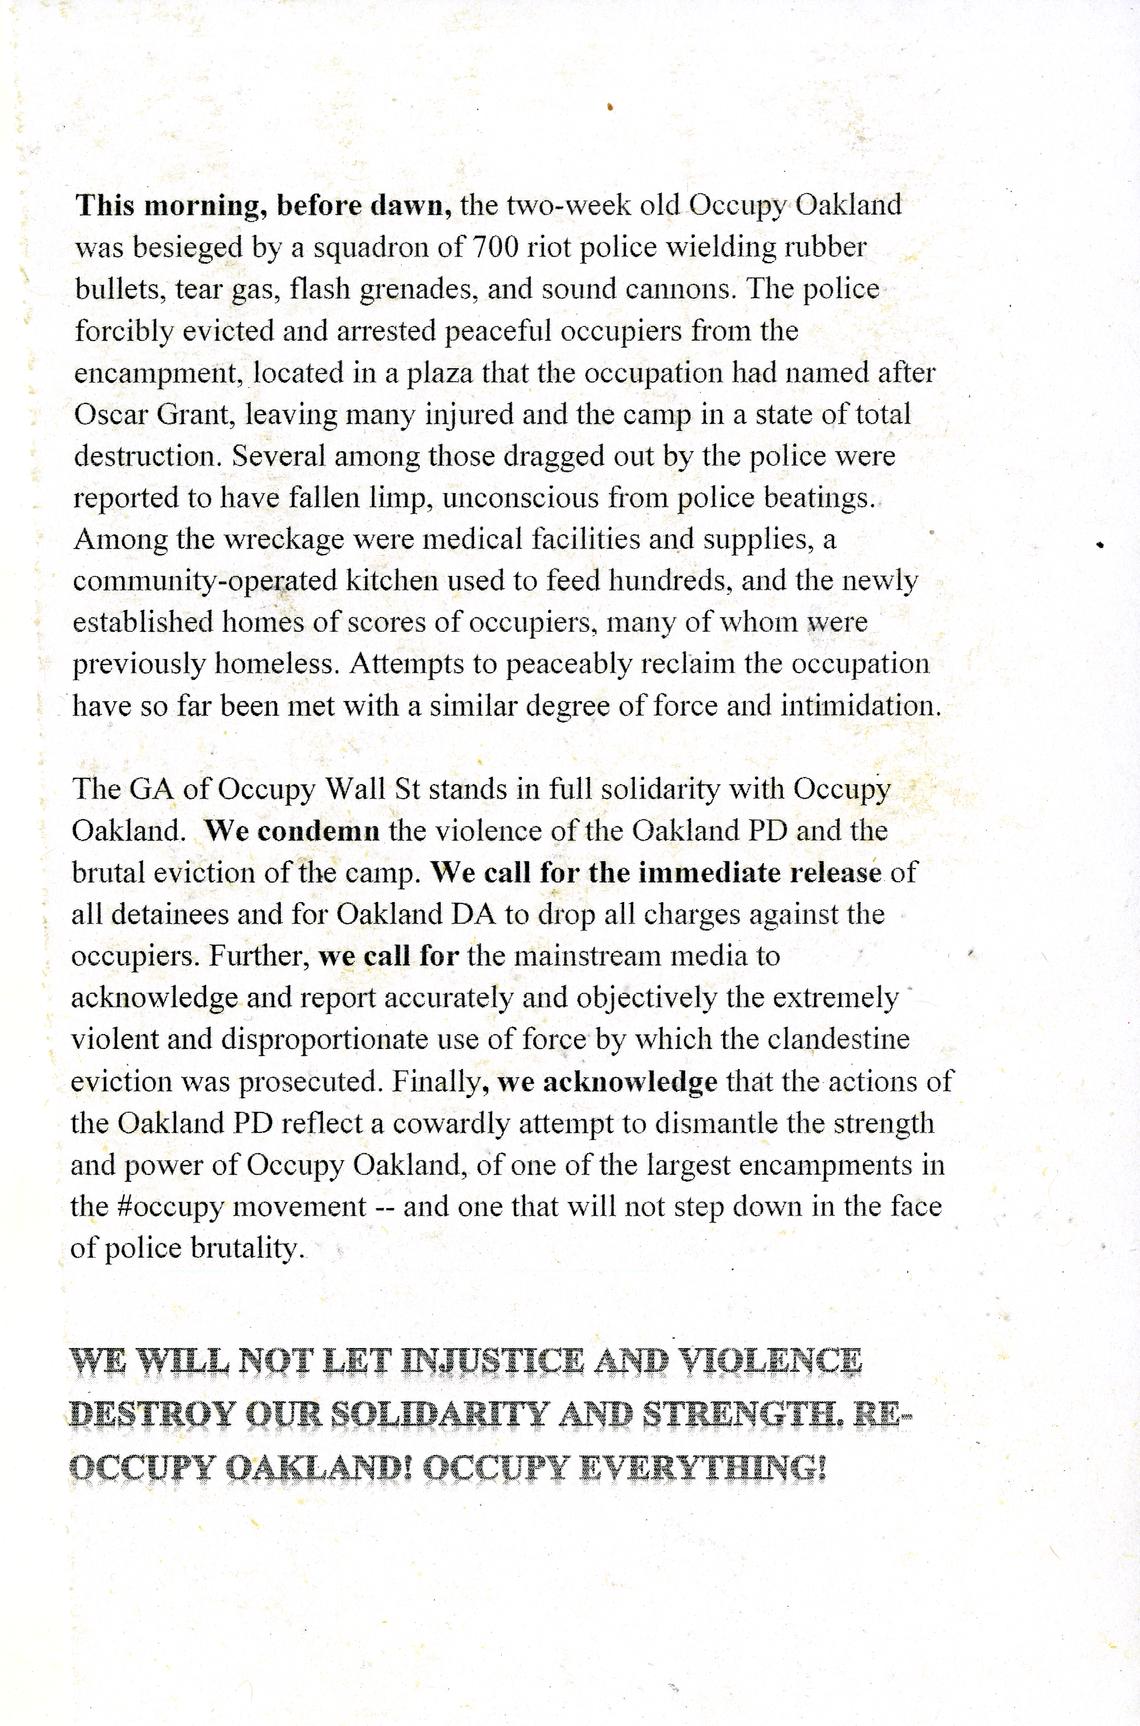 This morning, before dawn, the two-week old Occupy Oakland
was besieged by a squadron of 700 riot police wielding rubber
bullets, tear gas, flash grenades, and sound cannons. The police
forcibly evicted and arrested peaceful occupiers from the
encampment, located in a plaza that the occupation had named after
Oscar Grant, leaving many injured and the camp in a state of total
destruction. Several among those dragged out by the police were
reported to have fallen limp, unconscious from police beatings.
Among the wreckage were medical facilities and supplies, a
community-operated kitchen used to feed hundreds, and the newly
established homes of scores of occupiers, many of whom were
previously homeless. Attempts to peaceably reclaim the occupation
have so far been met with a similar degree of force and intimidation.
The GA of Occupy Wall St stands in full solidarity with Occupy
Oakland. We condemn the violence of the Oakland PD and the
brutal eviction of the camp. We call for the immediate release of
all detainees and for Oakland DA to drop all charges against the
occupiers. Further, we call for the mainstream media to
acknowledge and report accurately and objectively the extremely
violent and disproportionate use of force by which the clandestine
eviction was prosecuted. Finally, we acknowledge that the actions of
the Oakland PD reflect a cowardly attempt to dismantle the strength
and power of Occupy Oakland, of one of the largest encampments in
the #occupy movement -- and one that will not step down in the face
of police brutality.
WE WILL NOT LET INJUSTICE AND VIOLENCE
DESTROY OUR SOLIDARITY AND STRENGTH. RE-
OCCUPY OAKLAND! OCCUPY EVERYTHING!